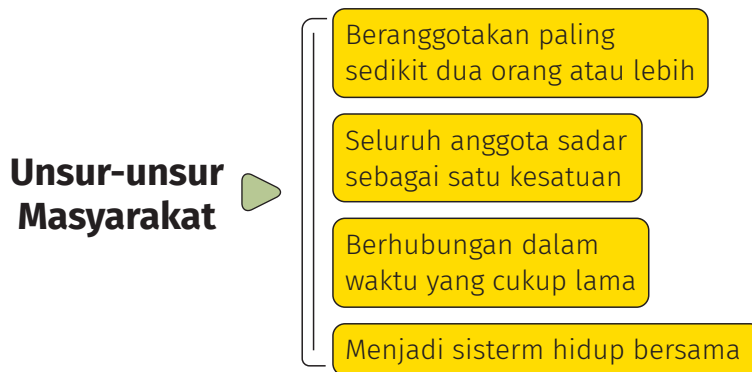 Unsur-unsur
Masyarakat
Beranggotakan paling
sedikit dua orang atau lebih
Seluruh anggota sadar
sebagai satu kesatuan
Berhubungan dalam
waktu yang cukup lama
Menjadi sisterm hidup bersama